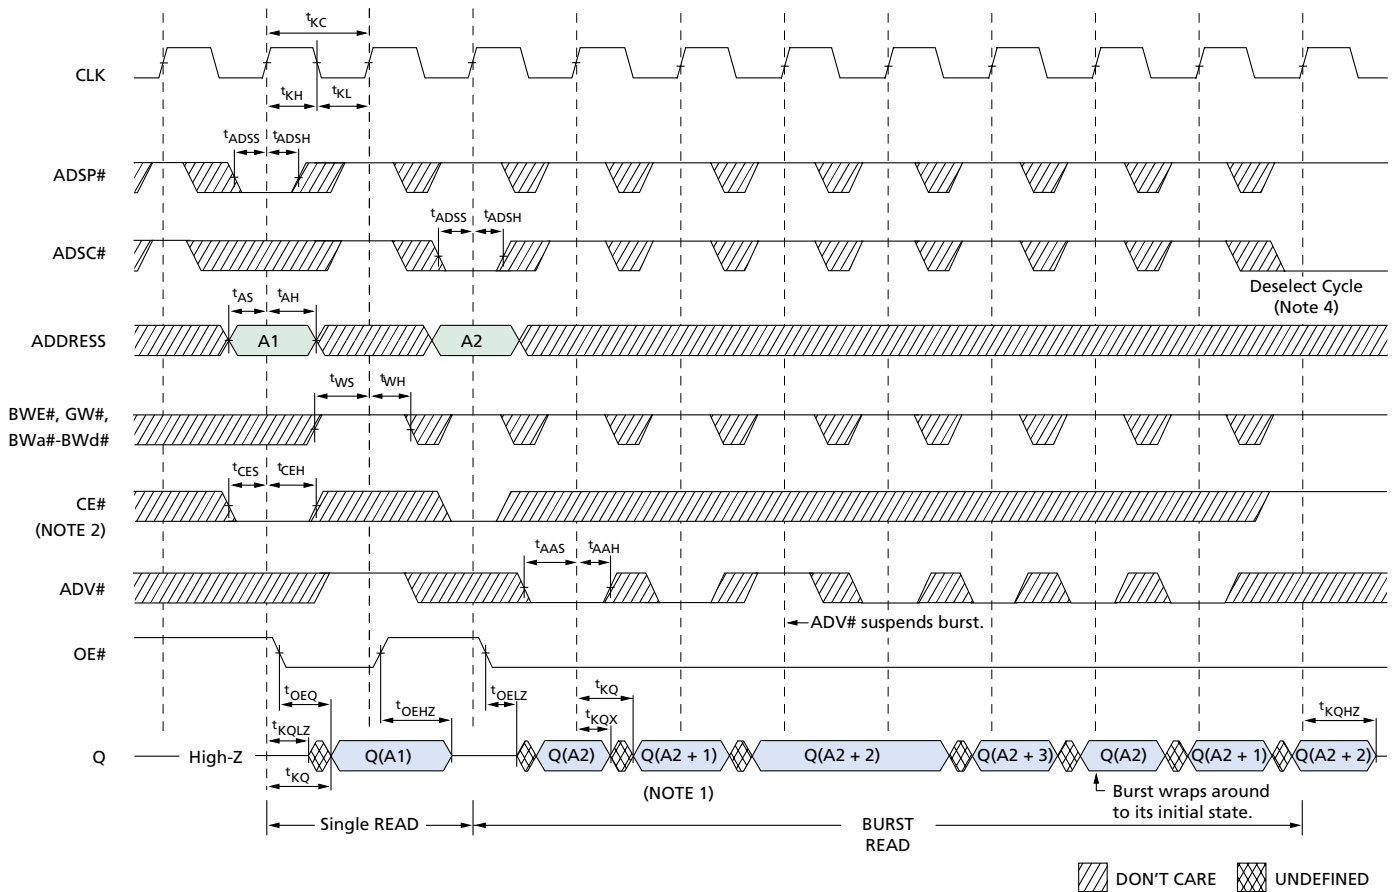 tKC
CLK
tKH
tKL
tADSS
tADSH
ADSP#
tADSS
tADSH
ADSC#
Deselect Cycle
(Note 4)
tAS
tAH
ADDRESS
A1
A2
tWS
tWH
BWE#, GW#,
BWa#-BWd#
tCES
tCEH
CE#
(NOTE 2)
tAAS
tAAH
ADV#
ADV# suspends burst.
OE#
tOEQ
tOEHZ
tOELZ
tKQ
tKQX
tKQLZ
tKQHZ
Q
High-Z
Q(A1)
Q(A2)
Q(A2 + 1)
Q(A2 + 2)
Q(A2 + 3)
Q(A2)
Q(A2 + 1)
Q(A2 + 2)
tKQ
(NOTE 1)
Burst wraps around
to its initial state.
Single READ
BURST
READ
DON'T CARE
UNDEFINED